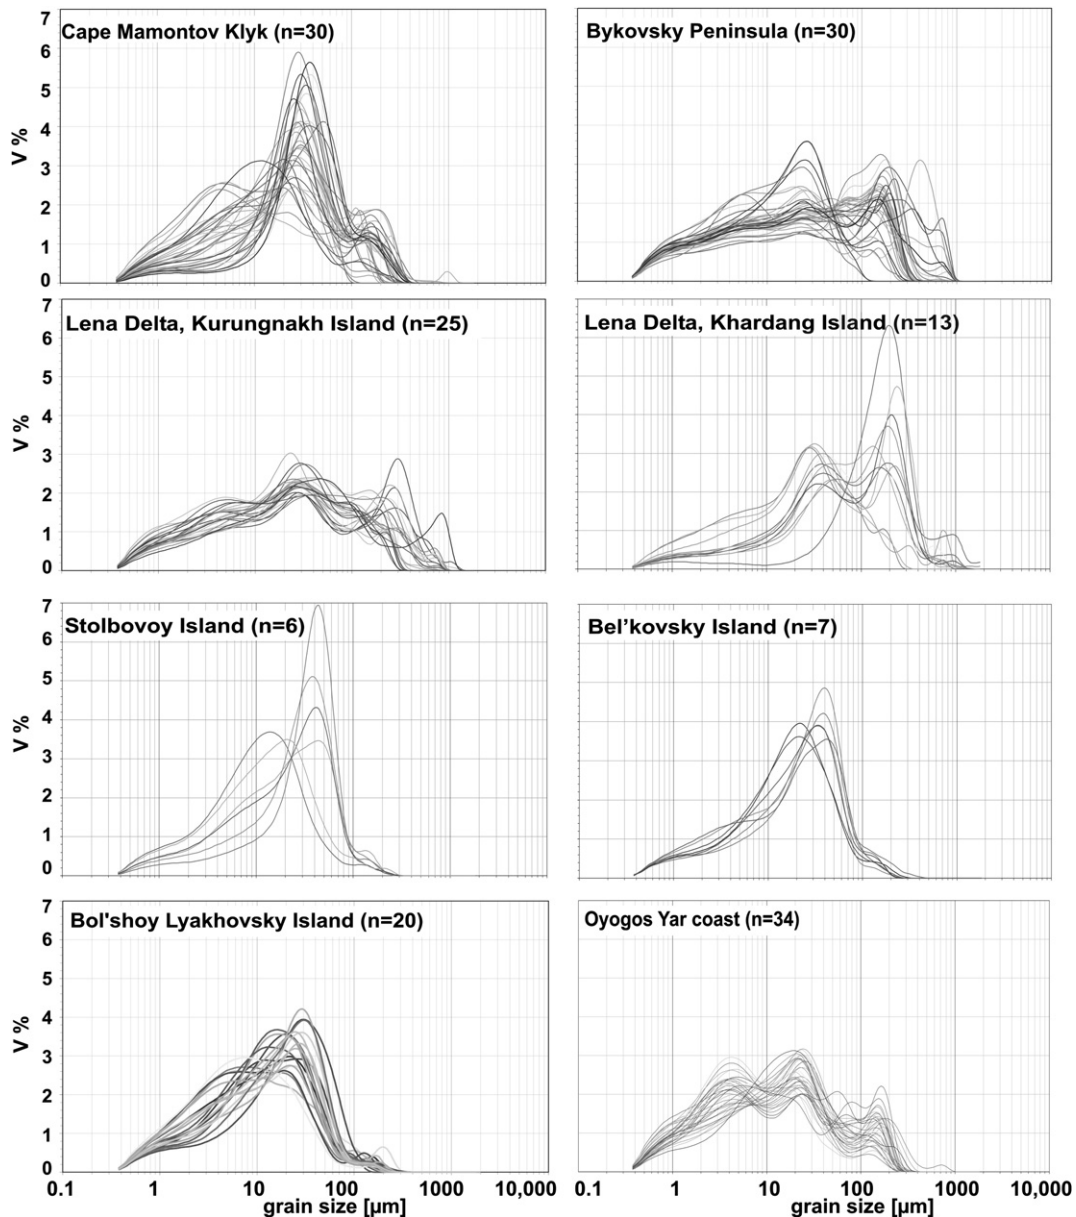 7
6
5
4
3
2
1
0
V %
Cape Mamontov Klyk (n=30)
Bykovsky Peninsula (n=30)
7
6
5
4
3
2
1
0
V %
Lena Delta, Kurungnakh Island (n=25)
Lena Delta, Khardang Island (n=13)
7
6
5
4
3
2
1
0
V %
Stolbovoy Island (n=6)
Bel'kovsky Island (n=7)
7
6
5
4
3
2
1
0
V %
Bol'shoy Lyakhovsky Island (n=20)
Oyogos Yar coast (n=34)
0.1 1 10 100 1000 10,000
grain size [µm]
0.1 1 10 100 1000 10,000
grain size [µm]